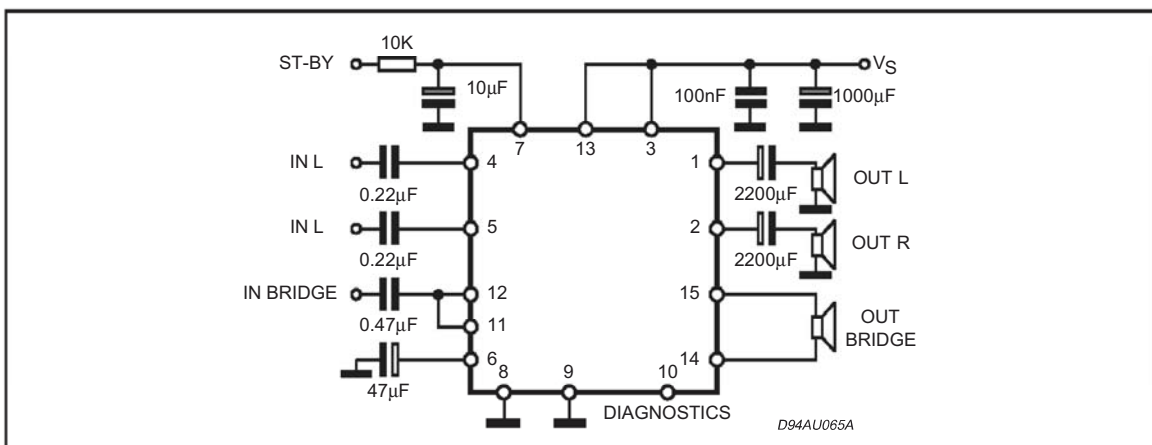 10K
ST-BY
VS
10µF
100nF
1000µF
7
13
3
IN L
4
1
0.22µF
2200µF
OUT L
IN L
5
2
0.22µF
2200µF
OUT R
IN BRIDGE
12
15
0.47µF
11
OUT
BRIDGE
6
14
47µF
8
9
10
DIAGNOSTICS
D94AU065A